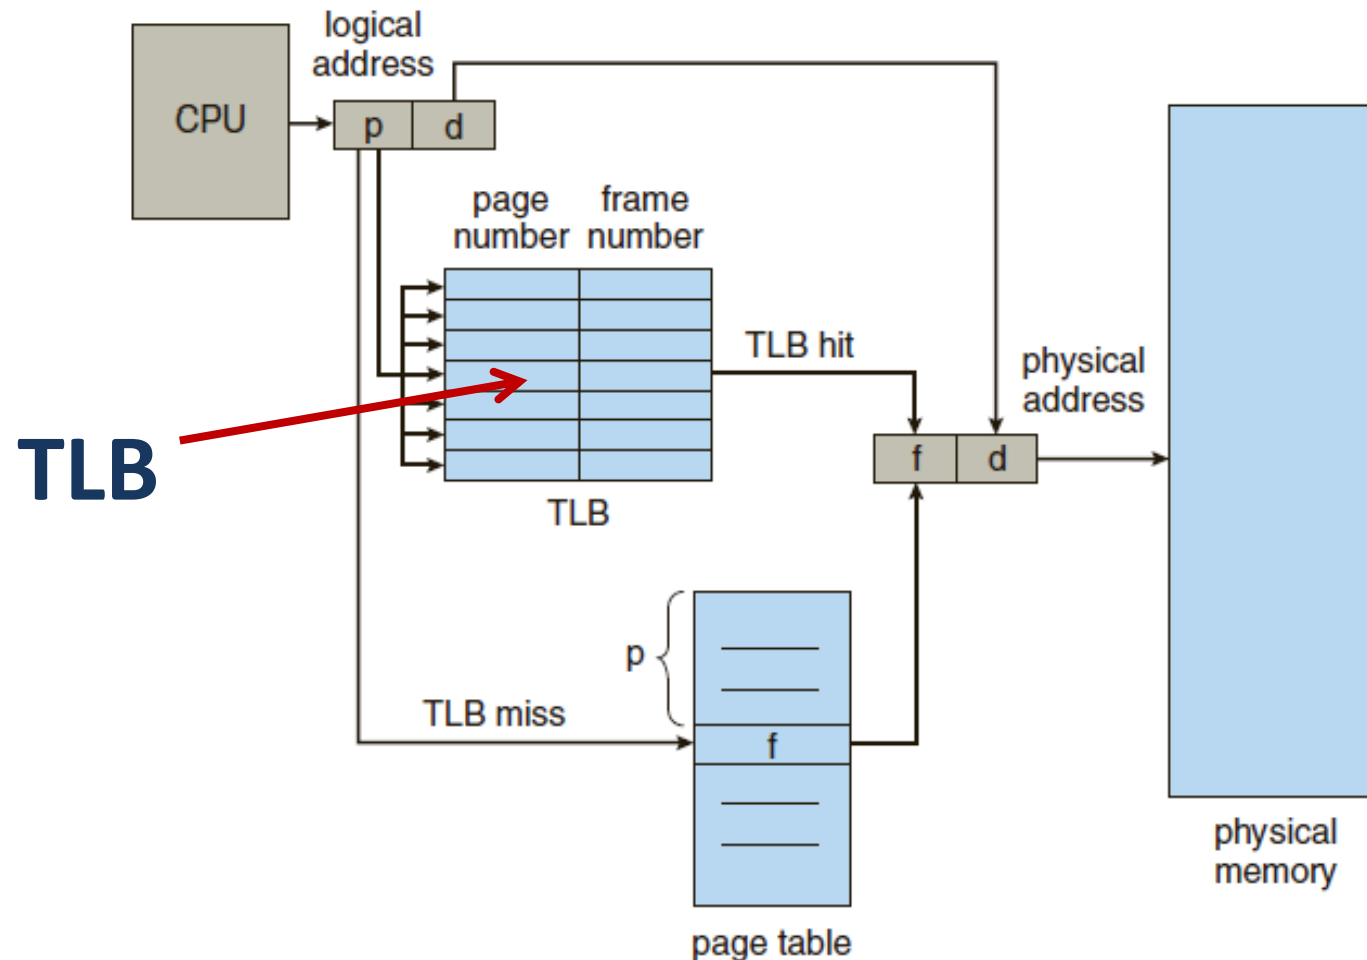 logical
address
CPU
p
d
page
number
frame
number
TLB hit
physical
address
TLB
f
d
TLB
p
TLB miss
f
physical
memory
page table